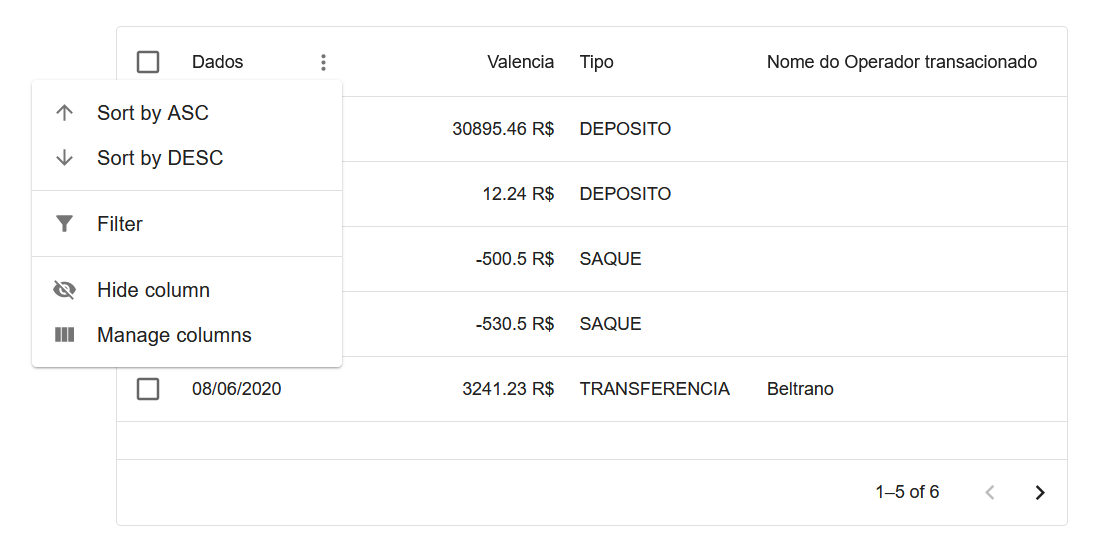 Dados Valencia Tipo Nome do Operador transacionado
Sort by ASC
Sort by DESC
Filter
Hide column
Manage columns
30895.46 R$ DEPOSITO
12.24 R$ DEPOSITO
-500.5 R$ SAQUE
-530.5 R$ SAQUE
08/06/2020 3241.23 R$ TRANSFERENCIA Beltrano
1–5 of 6